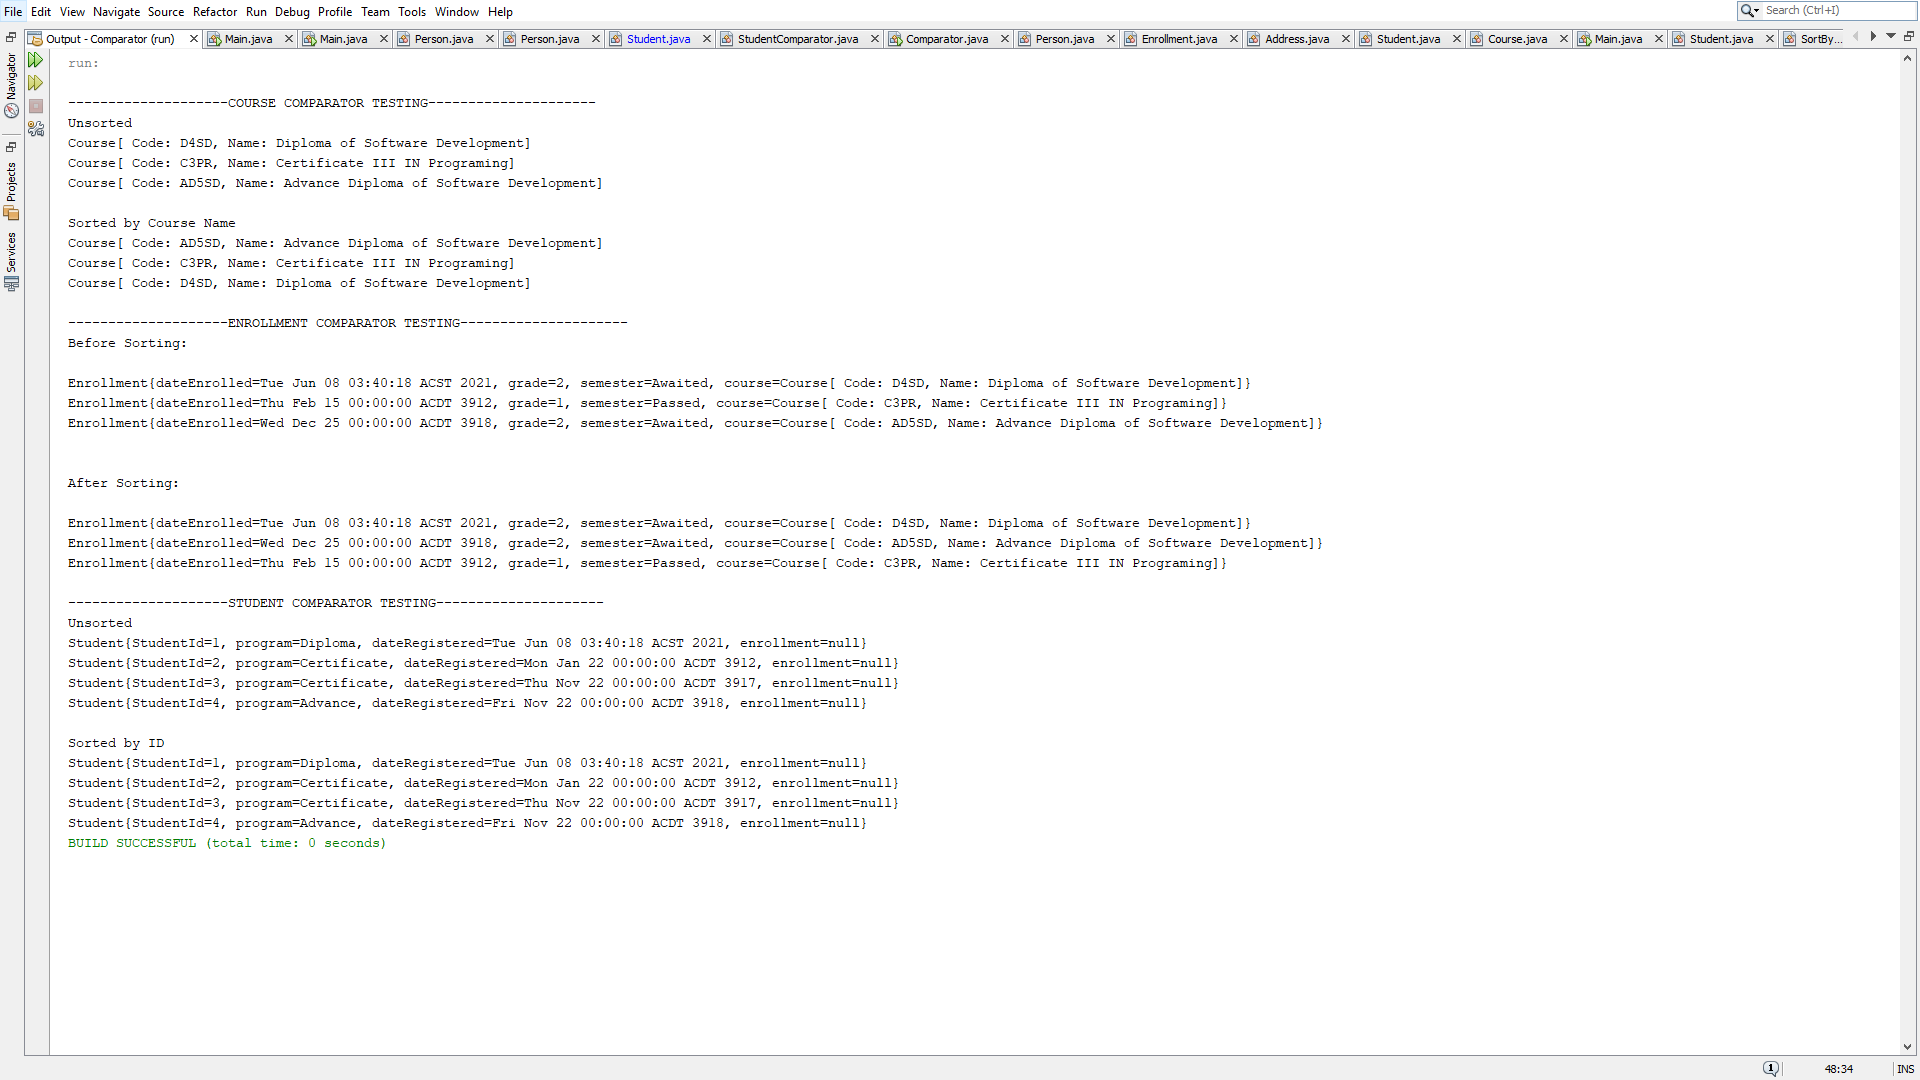 File Edit View Navigate Source Refactor Run Debug Profile Team Tools Window Help
Search (Ctrl+I)
Output - Comparator (run) Main.java Main.java Person.java Person.java Student.java StudentComparator.java Comparator.java Person.java Enrollment.java Address.java Student.java Course.java Main.java Student.java SortBy...
Navigator
Projects
Services
run:
--------------------COURSE COMPARATOR TESTING---------------------
Unsorted
Course[ Code: D4SD, Name: Diploma of Software Development]
Course[ Code: C3PR, Name: Certificate III IN Programing]
Course[ Code: AD5SD, Name: Advance Diploma of Software Development]
Sorted by Course Name
Course[ Code: AD5SD, Name: Advance Diploma of Software Development]
Course[ Code: C3PR, Name: Certificate III IN Programing]
Course[ Code: D4SD, Name: Diploma of Software Development]
--------------------ENROLLMENT COMPARATOR TESTING---------------------
Before Sorting:
Enrollment{dateEnrolled=Tue Jun 08 03:40:18 ACST 2021, grade=2, semester=Awaited, course=Course[ Code: D4SD, Name: Diploma of Software Development]}
Enrollment{dateEnrolled=Thu Feb 15 00:00:00 ACDT 3912, grade=1, semester=Passed, course=Course[ Code: C3PR, Name: Certificate III IN Programing]}
Enrollment{dateEnrolled=Wed Dec 25 00:00:00 ACDT 3918, grade=2, semester=Awaited, course=Course[ Code: AD5SD, Name: Advance Diploma of Software Development]}
After Sorting:
Enrollment{dateEnrolled=Tue Jun 08 03:40:18 ACST 2021, grade=2, semester=Awaited, course=Course[ Code: D4SD, Name: Diploma of Software Development]}
Enrollment{dateEnrolled=Wed Dec 25 00:00:00 ACDT 3918, grade=2, semester=Awaited, course=Course[ Code: AD5SD, Name: Advance Diploma of Software Development]}
Enrollment{dateEnrolled=Thu Feb 15 00:00:00 ACDT 3912, grade=1, semester=Passed, course=Course[ Code: C3PR, Name: Certificate III IN Programing]}
--------------------STUDENT COMPARATOR TESTING---------------------
Unsorted
Student{StudentId=1, program=Diploma, dateRegistered=Tue Jun 08 03:40:18 ACST 2021, enrollment=null}
Student{StudentId=2, program=Certificate, dateRegistered=Mon Jan 22 00:00:00 ACDT 3912, enrollment=null}
Student{StudentId=3, program=Certificate, dateRegistered=Thu Nov 22 00:00:00 ACDT 3917, enrollment=null}
Student{StudentId=4, program=Advance, dateRegistered=Fri Nov 22 00:00:00 ACDT 3918, enrollment=null}
Sorted by ID
Student{StudentId=1, program=Diploma, dateRegistered=Tue Jun 08 03:40:18 ACST 2021, enrollment=null}
Student{StudentId=2, program=Certificate, dateRegistered=Mon Jan 22 00:00:00 ACDT 3912, enrollment=null}
Student{StudentId=3, program=Certificate, dateRegistered=Thu Nov 22 00:00:00 ACDT 3917, enrollment=null}
Student{StudentId=4, program=Advance, dateRegistered=Fri Nov 22 00:00:00 ACDT 3918, enrollment=null}
BUILD SUCCESSFUL (total time: 0 seconds)
1 48:34 INS